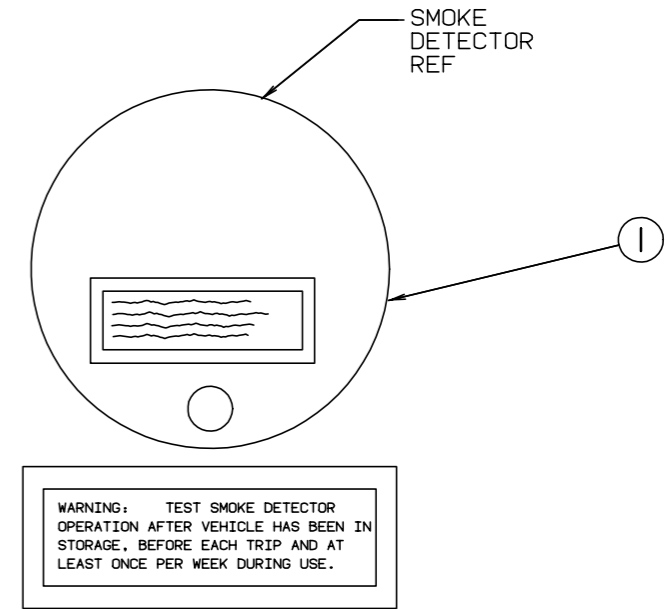 SMOKE
DETECTOR
REF
1
WARNING: TEST SMOKE DETECTOR
OPERATION AFTER VEHICLE HAS BEEN IN
STORAGE, BEFORE EACH TRIP AND AT
LEAST ONCE PER WEEK DURING USE.